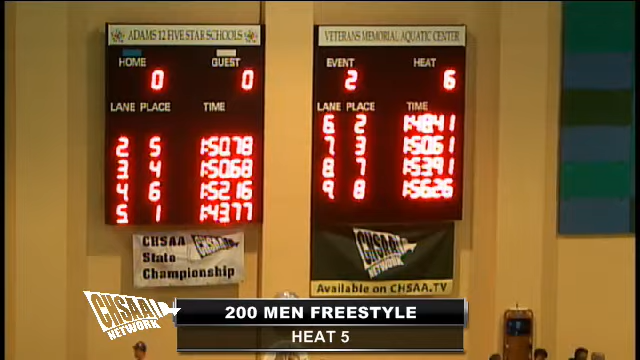 ADAMS 12 FIVE STAR SCHOOLS
HOME GUEST
0 0
LANE PLACE TIME
2 5 1:50.78
3 4 1:50.68
4 6 1:52.16
5 1 1:43.77
VETERANS MEMORIAL AQUATIC CENTER
EVENT HEAT
2 6
LANE PLACE TIME
6 2 1:48.41
7 3 1:50.61
8 7 1:53.91
9 8 1:56.26
CHSAA
State
Championship
CHSAA!
NETWORK
Available on CHSAA.TV
CHSAA!
NETWORK
200 MEN FREESTYLE
HEAT 5